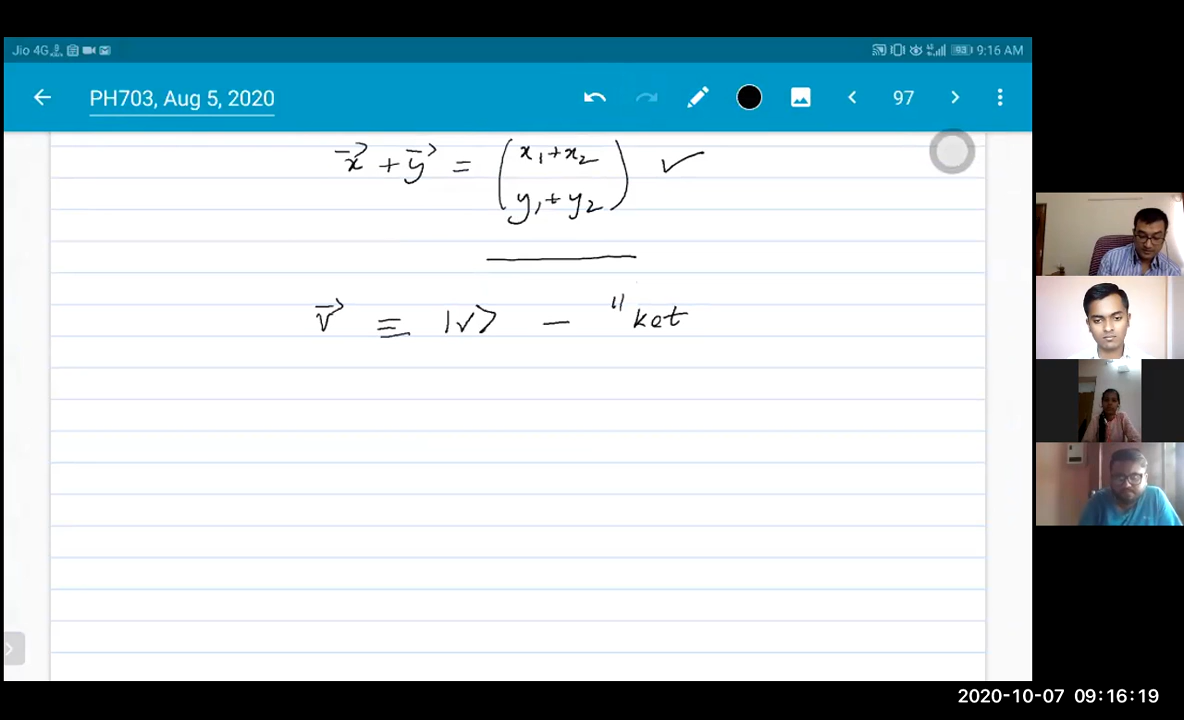 Jio 4G 93 9:16 AM
PH703, Aug 5, 2020 97
x⃗ + y⃗ = (x₁+x₂
y₁+y₂) ✓
v⃗ ≡ |v> — "ket
2020-10-07 09:16:19